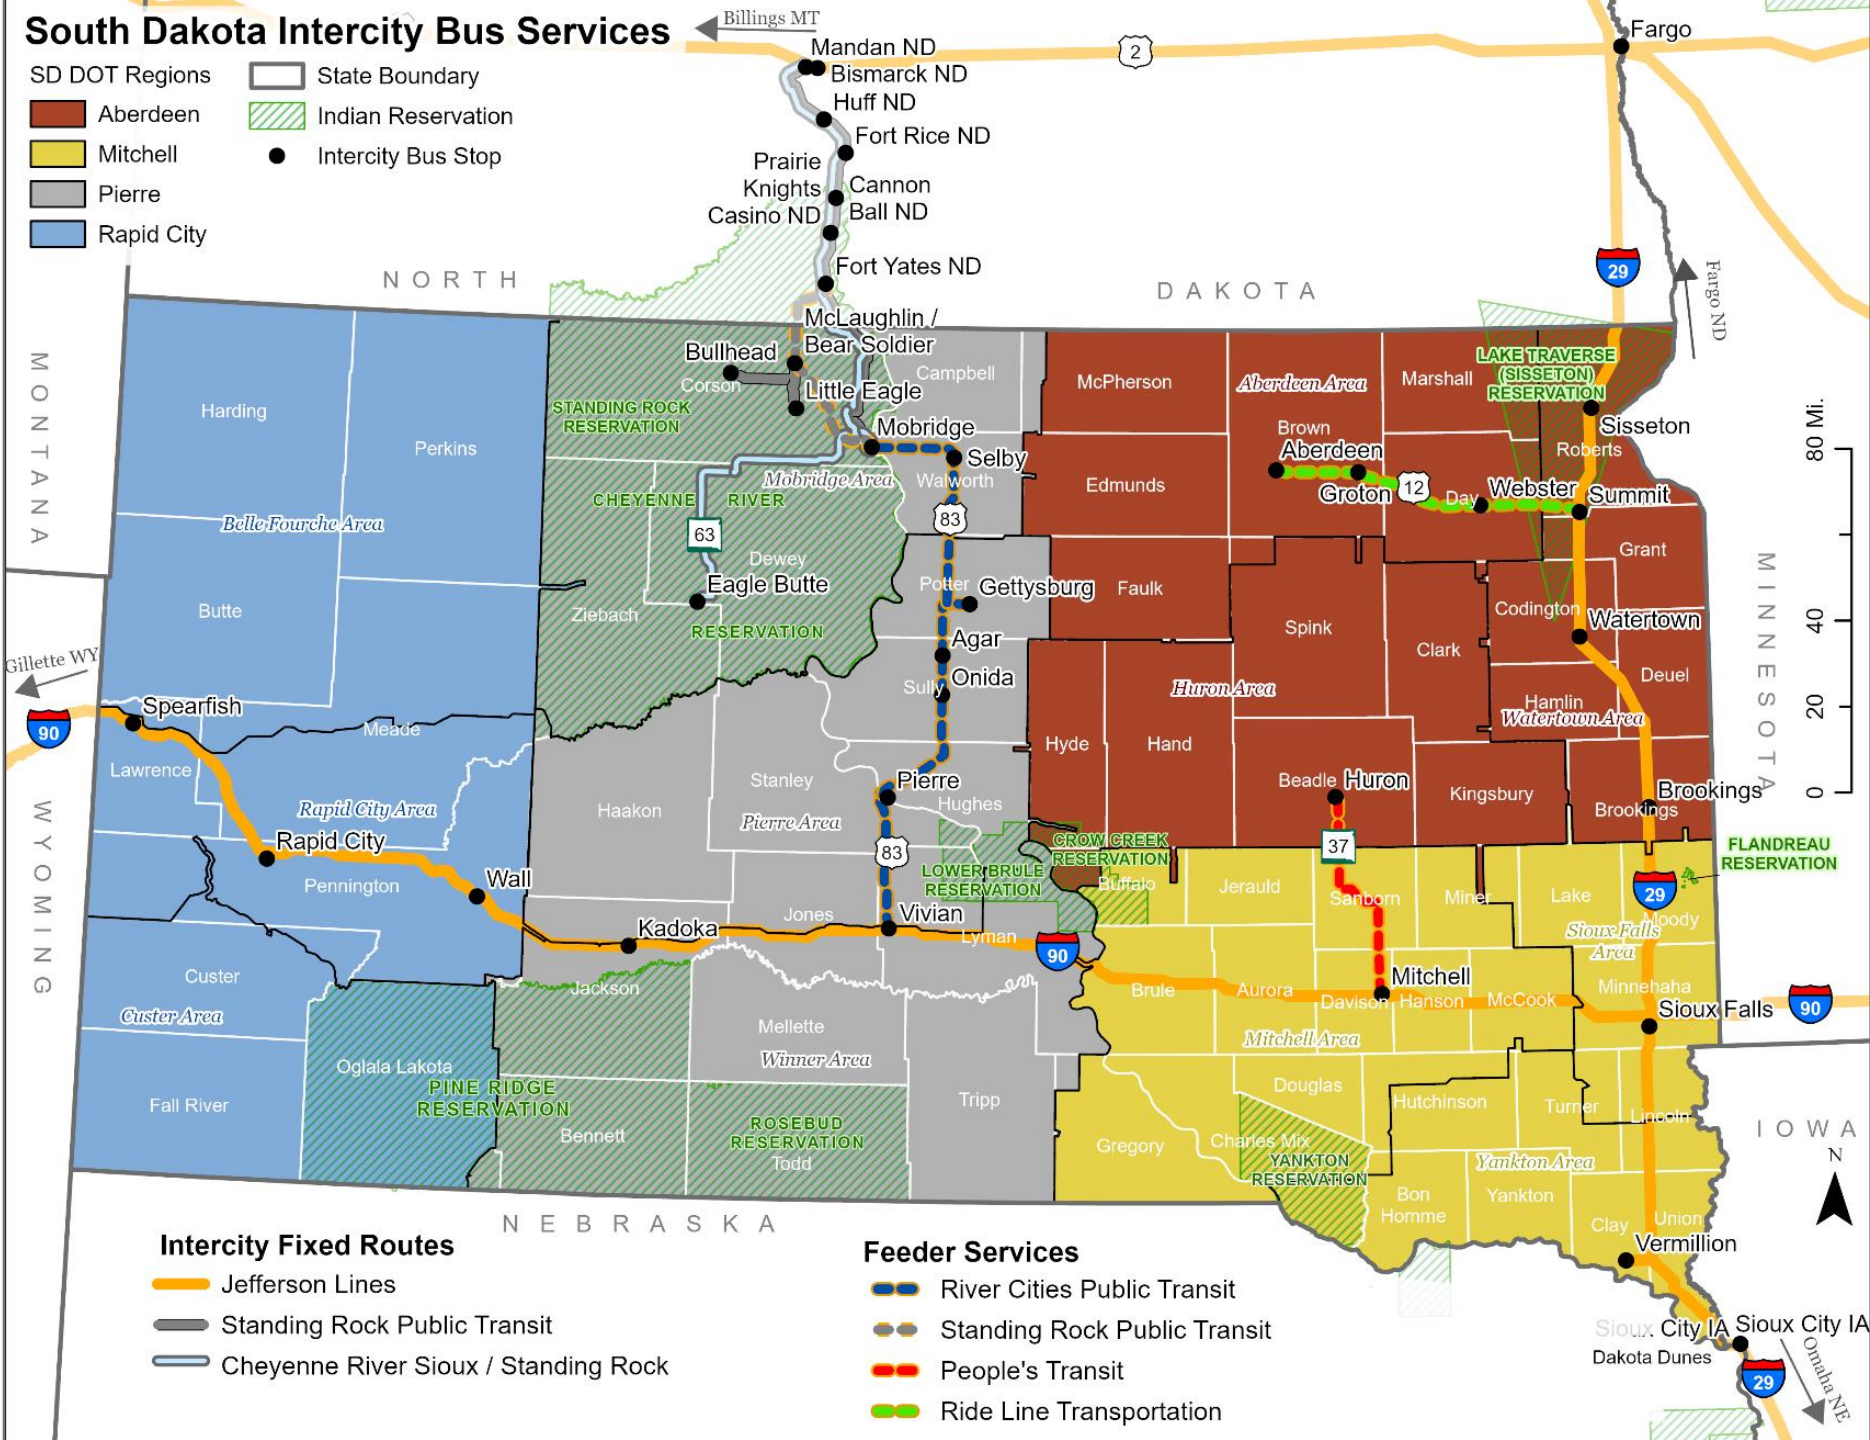 South Dakota Intercity Bus Services
SD DOT Regions
Aberdeen
Mitchell
Pierre
Rapid City
State Boundary
Indian Reservation
Intercity Bus Stop
Billings MT
2
Fargo
Mandan ND
Bismarck ND
Huff ND
Fort Rice ND
Prairie
Knights
Casino ND
Cannon
Ball ND
Fort Yates ND
29
Fargo ND
NORTH
DAKOTA
MONTANA
McLaughlin /
Bear Soldier
Bullhead
Corson
Little Eagle
Campbell
McPherson
Aberdeen Area
Marshall
LAKE TRAVERSE
(SISSETON)
RESERVATION
Harding
STANDING ROCK
RESERVATION
Mobridge
Brown
Sisseton
Roberts
Perkins
Selby
Aberdeen
80 Mi.
Mobridge Area
Walworth
Edmunds
Groton
12
Day
Webster
Summit
CHEYENNE
RIVER
Belle Fourche Area
83
63
Dewey
Grant
MINNESOTA
Eagle Butte
Potter
Gettysburg
Faulk
Butte
Ziebach
Codington
RESERVATION
Agar
Spink
Watertown
40
Clark
Gillette WY
Sully
Onida
Huron Area
Deuel
Spearfish
Hamlin
Watertown Area
20
90
Meade
Hyde
Hand
Lawrence
Stanley
Pierre
Beadle
Huron
Kingsbury
Brookings
Brookings
0
WYOMING
Rapid City Area
Haakon
Pierre Area
Hughes
Rapid City
83
CROW CREEK
RESERVATION
37
FLANDREAU
RESERVATION
Wall
Pennington
LOWER BRULE
RESERVATION
Buffalo
Jerauld
Sanborn
Miner
Lake
29
Moody
Jones
Vivian
Kadoka
Lyman
90
Sioux Falls
Area
Custer
Jackson
Brule
Aurora
Mitchell
Davison
Hanson
McCook
Minnehaha
Sioux Falls
90
Custer Area
Mellette
Winner Area
Mitchell Area
Oglala Lakota
PINE RIDGE
RESERVATION
Fall River
Tripp
Douglas
Hutchinson
Turner
Lincoln
IOWA
Bennett
ROSEBUD
RESERVATION
Todd
Gregory
Charles Mix
YANKTON
RESERVATION
Yankton Area
N
Bon
Homme
Yankton
Clay
Union
NEBRASKA
Vermillion
Intercity Fixed Routes
Jefferson Lines
Standing Rock Public Transit
Cheyenne River Sioux / Standing Rock
Feeder Services
River Cities Public Transit
Standing Rock Public Transit
People's Transit
Ride Line Transportation
Sioux City IA
Sioux City IA
Dakota Dunes
29
Omaha NE